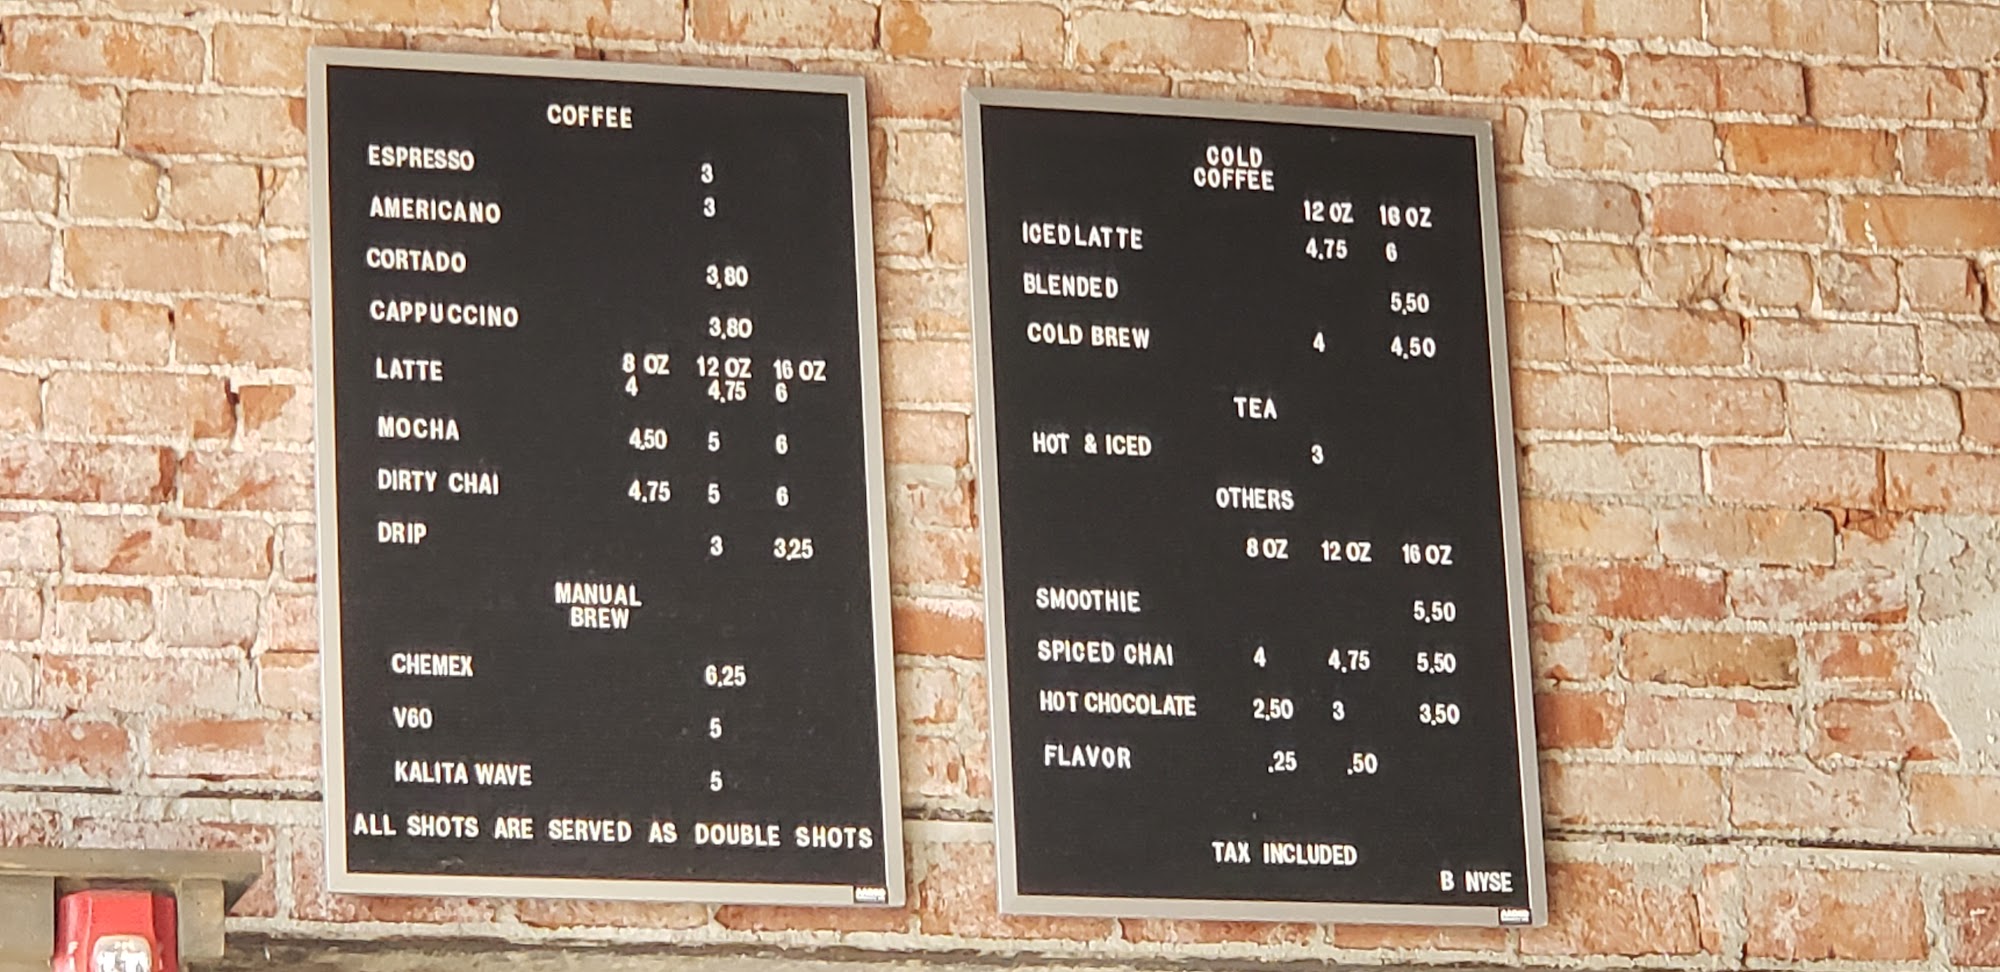 COFFEE
ESPRESSO 3
AMERICANO 3
CORTADO 3.80
CAPPUCCINO 3.80
LATTE 8 OZ 12 OZ 16 OZ
4 4.75 6
MOCHA 4.50 5 6
DIRTY CHAI 4.75 5 6
DRIP 3 3.25
MANUAL
BREW
CHEMEX 6.25
V60 5
KALITA WAVE 5
ALL SHOTS ARE SERVED AS DOUBLE SHOTS
COLD
COFFEE
12 OZ 16 OZ
ICED LATTE 4.75 6
BLENDED 5.50
COLD BREW 4 4.50
TEA
HOT & ICED 3
OTHERS
8 OZ 12 OZ 16 OZ
SMOOTHIE 5.50
SPICED CHAI 4 4.75 5.50
HOT CHOCOLATE 2.50 3 3.50
FLAVOR .25 .50
TAX INCLUDED
B NYSE